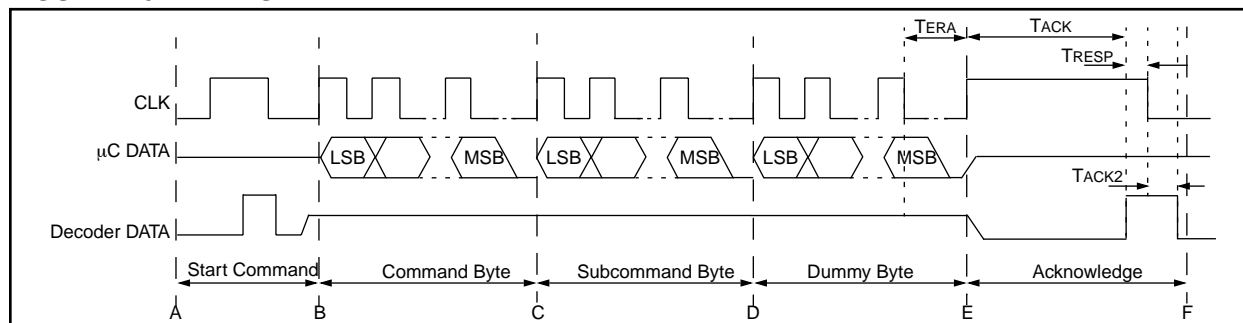 TERA
TACK
TRESP
CLK
μC DATA
LSB
MSB
LSB
MSB
LSB
MSB
TACK2
Decoder DATA
Start Command
Command Byte
Subcommand Byte
Dummy Byte
Acknowledge
A
B
C
D
E
F